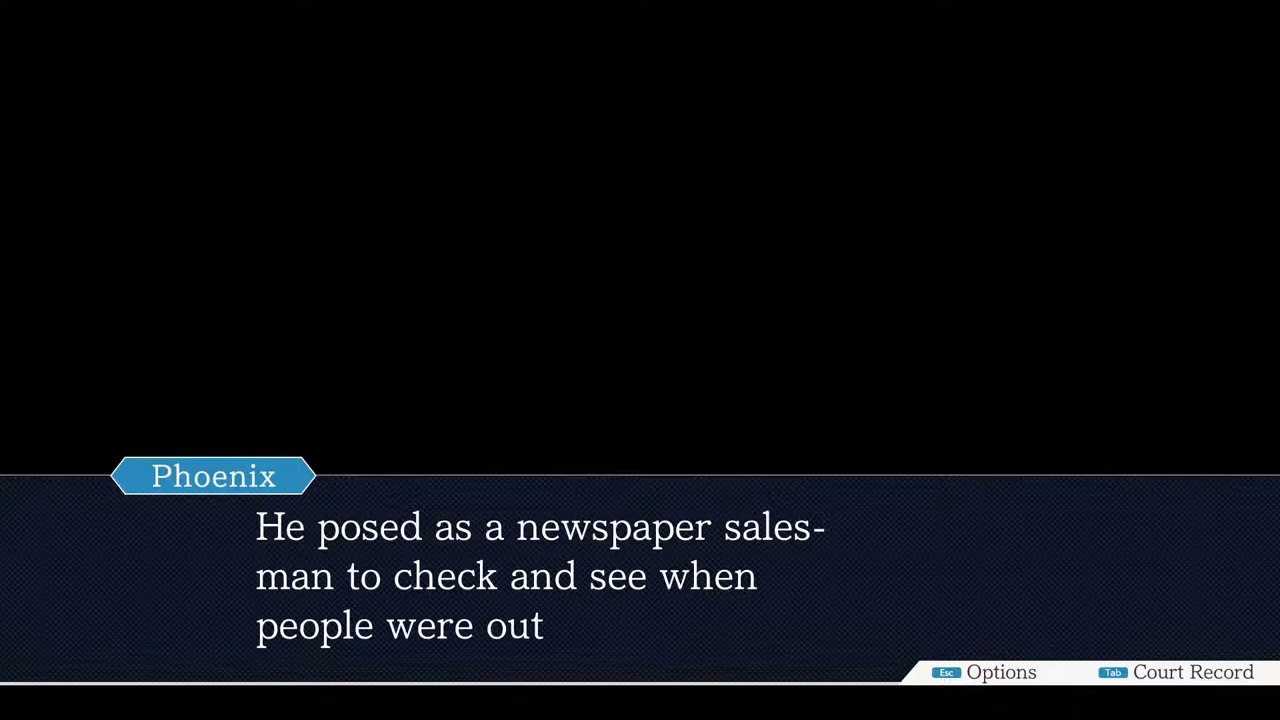 Phoenix
He posed as a newspaper sales-
man to check and see when
people were out
Esc Options Tab Court Record